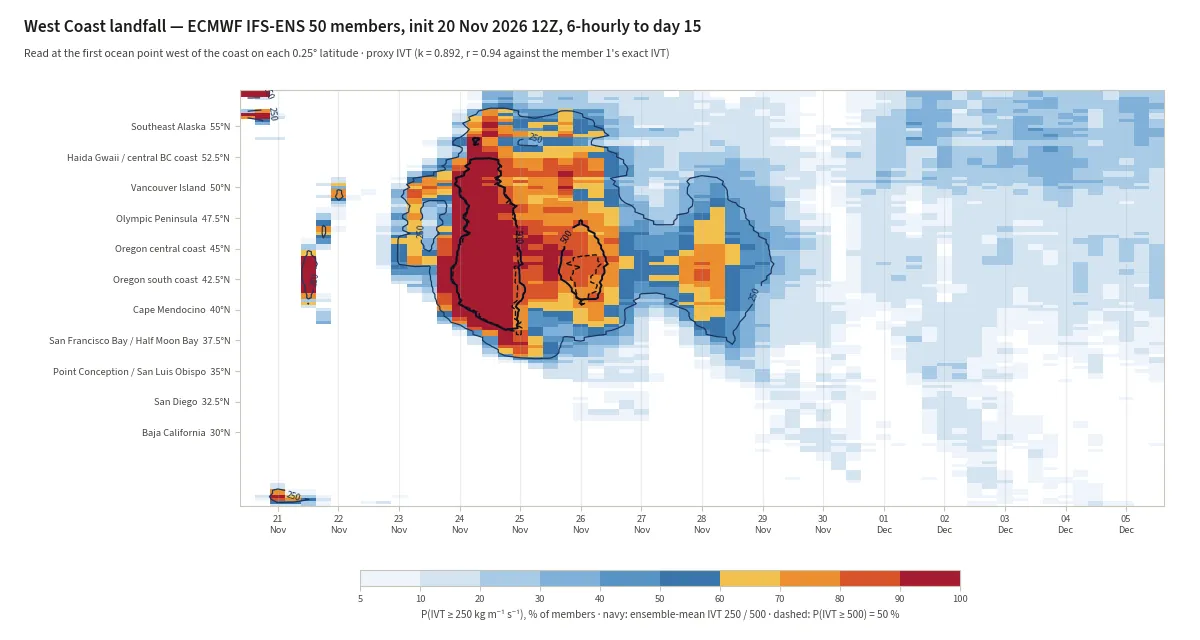 West Coast landfall — ECMWF IFS-ENS 50 members, init 20 Nov 2026 12Z, 6-hourly to day 15
Read at the first ocean point west of the coast on each 0.25° latitude · proxy IVT (k = 0.892, r = 0.94 against the member 1's exact IVT)
Southeast Alaska 55°N
Haida Gwaii / central BC coast 52.5°N
Vancouver Island 50°N
Olympic Peninsula 47.5°N
Oregon central coast 45°N
Oregon south coast 42.5°N
Cape Mendocino 40°N
San Francisco Bay / Half Moon Bay 37.5°N
Point Conception / San Luis Obispo 35°N
San Diego 32.5°N
Baja California 30°N
250
250
250
500
250
250
21 22 23 24 25 26 27 28 29 30 01 02 03 04 05
Nov Nov Nov Nov Nov Nov Nov Nov Nov Nov Dec Dec Dec Dec Dec
5 10 20 30 40 50 60 70 80 90 100
P(IVT ≥ 250 kg m⁻¹ s⁻¹), % of members · navy: ensemble-mean IVT 250 / 500 · dashed: P(IVT ≥ 500) = 50 %